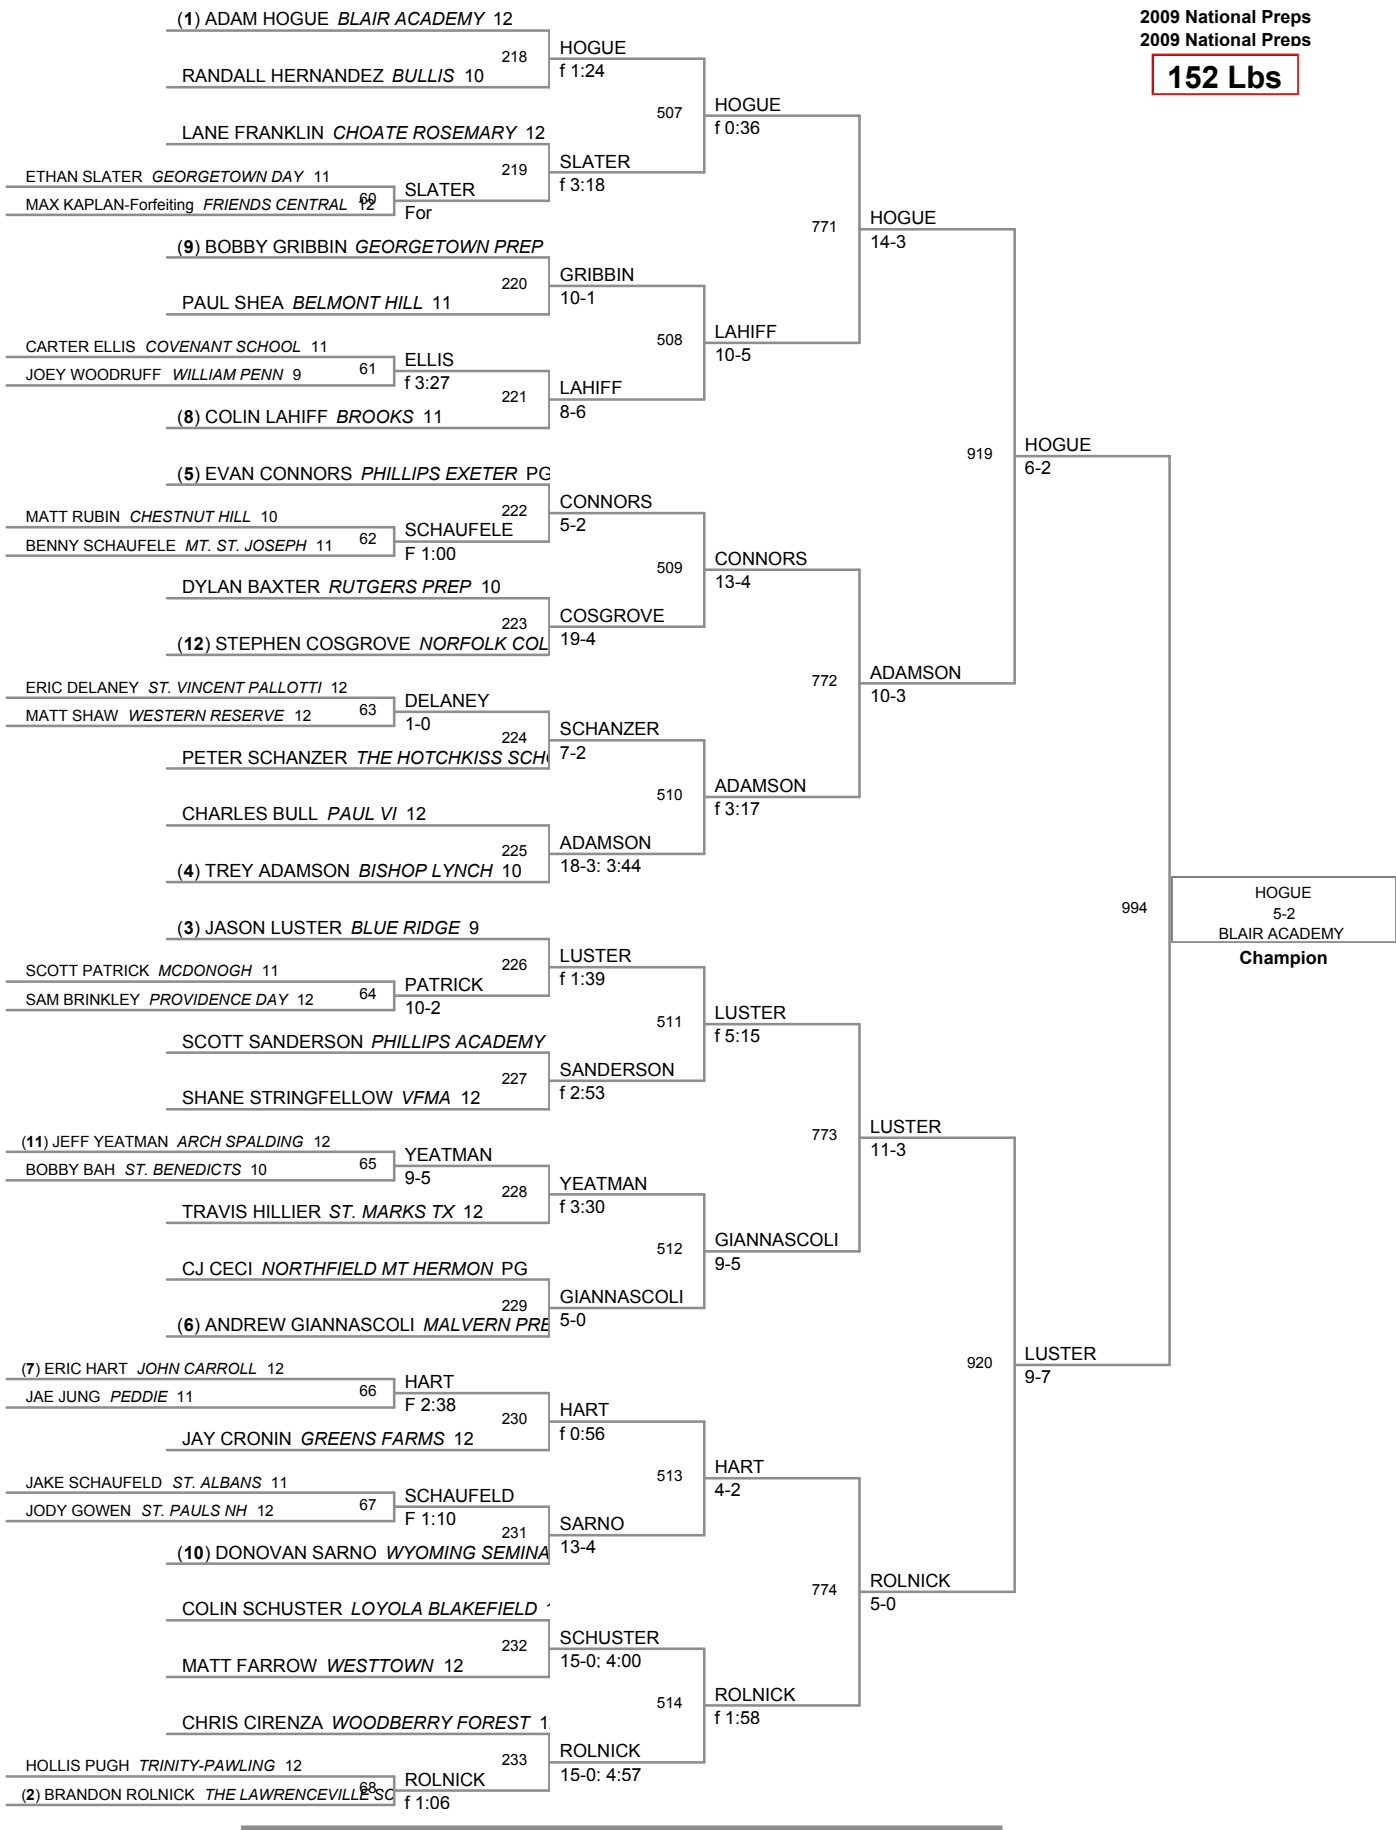 2009 National Preps
2009 National Preps
152 Lbs
(1) ADAM HOGUE BLAIR ACADEMY 12
218
HOGUE
f 1:24
RANDALL HERNANDEZ BULLIS 10
507
HOGUE
f 0:36
LANE FRANKLIN CHOATE ROSEMARY 12
219
SLATER
f 3:18
ETHAN SLATER GEORGETOWN DAY 11
60
SLATER
For
MAX KAPLAN-Forfeiting FRIENDS CENTRAL 12
771
HOGUE
14-3
(9) BOBBY GRIBBIN GEORGETOWN PREP
220
GRIBBIN
10-1
PAUL SHEA BELMONT HILL 11
508
LAHIFF
10-5
CARTER ELLIS COVENANT SCHOOL 11
61
ELLIS
f 3:27
JOEY WOODRUFF WILLIAM PENN 9
221
LAHIFF
8-6
(8) COLIN LAHIFF BROOKS 11
919
HOGUE
6-2
(5) EVAN CONNORS PHILLIPS EXETER PG
222
CONNORS
5-2
MATT RUBIN CHESTNUT HILL 10
62
SCHAUFELE
F 1:00
BENNY SCHAUFELE MT. ST. JOSEPH 11
509
CONNORS
13-4
DYLAN BAXTER RUTGERS PREP 10
223
COSGROVE
19-4
(12) STEPHEN COSGROVE NORFOLK COL
772
ADAMSON
10-3
ERIC DELANEY ST. VINCENT PALLOTTI 12
63
DELANEY
1-0
MATT SHAW WESTERN RESERVE 12
224
SCHANZER
7-2
PETER SCHANZER THE HOTCHKISS SCH
510
ADAMSON
f 3:17
CHARLES BULL PAUL VI 12
225
ADAMSON
18-3: 3:44
(4) TREY ADAMSON BISHOP LYNCH 10
994
HOGUE
5-2
BLAIR ACADEMY
Champion
(3) JASON LUSTER BLUE RIDGE 9
226
LUSTER
f 1:39
SCOTT PATRICK MCDONOGH 11
64
PATRICK
10-2
SAM BRINKLEY PROVIDENCE DAY 12
511
LUSTER
f 5:15
SCOTT SANDERSON PHILLIPS ACADEMY
227
SANDERSON
f 2:53
SHANE STRINGFELLOW VFMA 12
773
LUSTER
11-3
(11) JEFF YEATMAN ARCH SPALDING 12
65
YEATMAN
9-5
BOBBY BAH ST. BENEDICTS 10
228
YEATMAN
f 3:30
TRAVIS HILLIER ST. MARKS TX 12
512
GIANNASCOLI
9-5
CJ CECI NORTHFIELD MT HERMON PG
229
GIANNASCOLI
5-0
(6) ANDREW GIANNASCOLI MALVERN PRE
920
LUSTER
9-7
(7) ERIC HART JOHN CARROLL 12
66
HART
F 2:38
JAE JUNG PEDDIE 11
230
HART
f 0:56
JAY CRONIN GREENS FARMS 12
513
HART
4-2
JAKE SCHAUFELD ST. ALBANS 11
67
SCHAUFELD
F 1:10
JODY GOWEN ST. PAULS NH 12
231
SARNO
13-4
(10) DONOVAN SARNO WYOMING SEMINA
774
ROLNICK
5-0
COLIN SCHUSTER LOYOLA BLAKEFIELD
232
SCHUSTER
15-0: 4:00
MATT FARROW WESTTOWN 12
514
ROLNICK
f 1:58
CHRIS CIRENZA WOODBERRY FOREST 1
233
ROLNICK
15-0: 4:57
HOLLIS PUGH TRINITY-PAWLING 12
68
ROLNICK
f 1:06
(2) BRANDON ROLNICK THE LAWRENCEVILLE SC